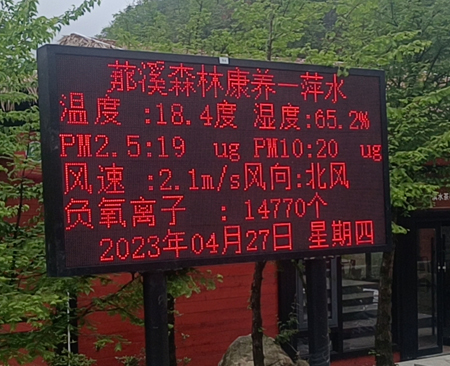 蓢溪森林康养一萍水
温度 :18.4度 湿度:65.2%
PM2.5:19 ug PM10:20 ug
风速 :2.1m/s风向:北风
负氧离子 : 14770个
2023年04月27日 星期四